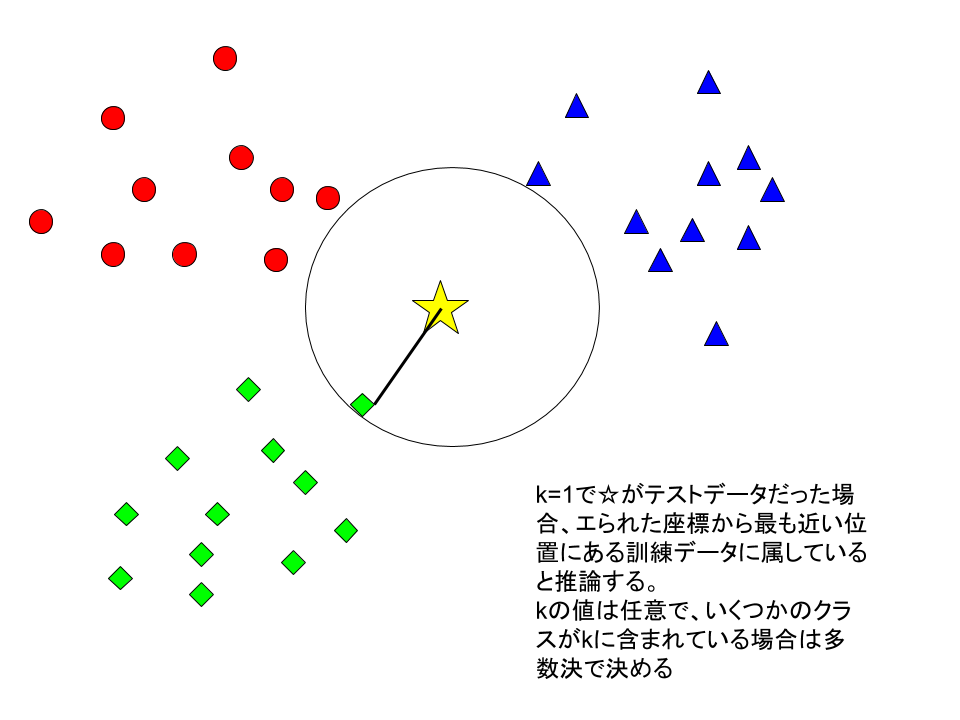 k=1で☆がテストデータだった場
合、エられた座標から最も近い位
置にある訓練データに属している
と推論する。
kの値は任意で、いくつかのクラ
スがkに含まれている場合は多
数決で決める